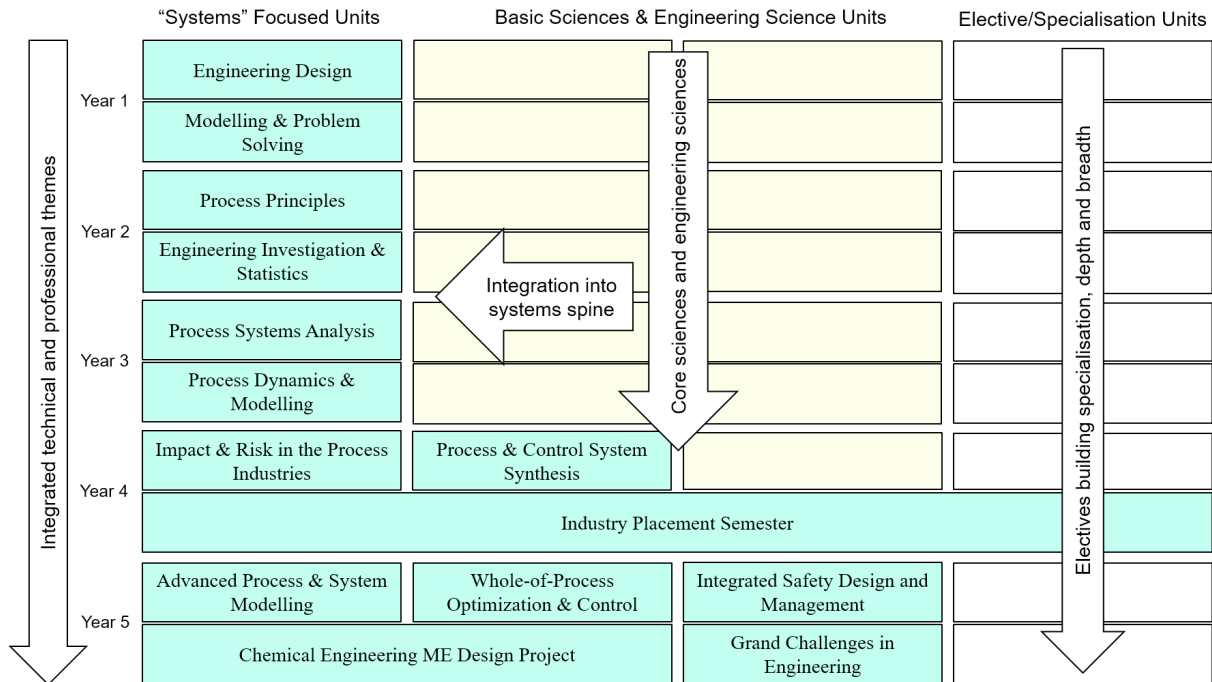 “Systems” Focused Units
Basic Sciences & Engineering Science Units
Elective/Specialisation Units
Integrated technical and professional themes
Core sciences and engineering sciences
Electives building specialisation, depth and breadth
Year 1
Engineering Design
Modelling & Problem
Solving
Year 2
Process Principles
Engineering Investigation &
Statistics
Integration into
systems spine
Year 3
Process Systems Analysis
Process Dynamics &
Modelling
Year 4
Impact & Risk in the Process
Industries
Process & Control System
Synthesis
Industry Placement Semester
Year 5
Advanced Process & System
Modelling
Whole-of-Process
Optimization & Control
Integrated Safety Design and
Management
Chemical Engineering ME Design Project
Grand Challenges in
Engineering